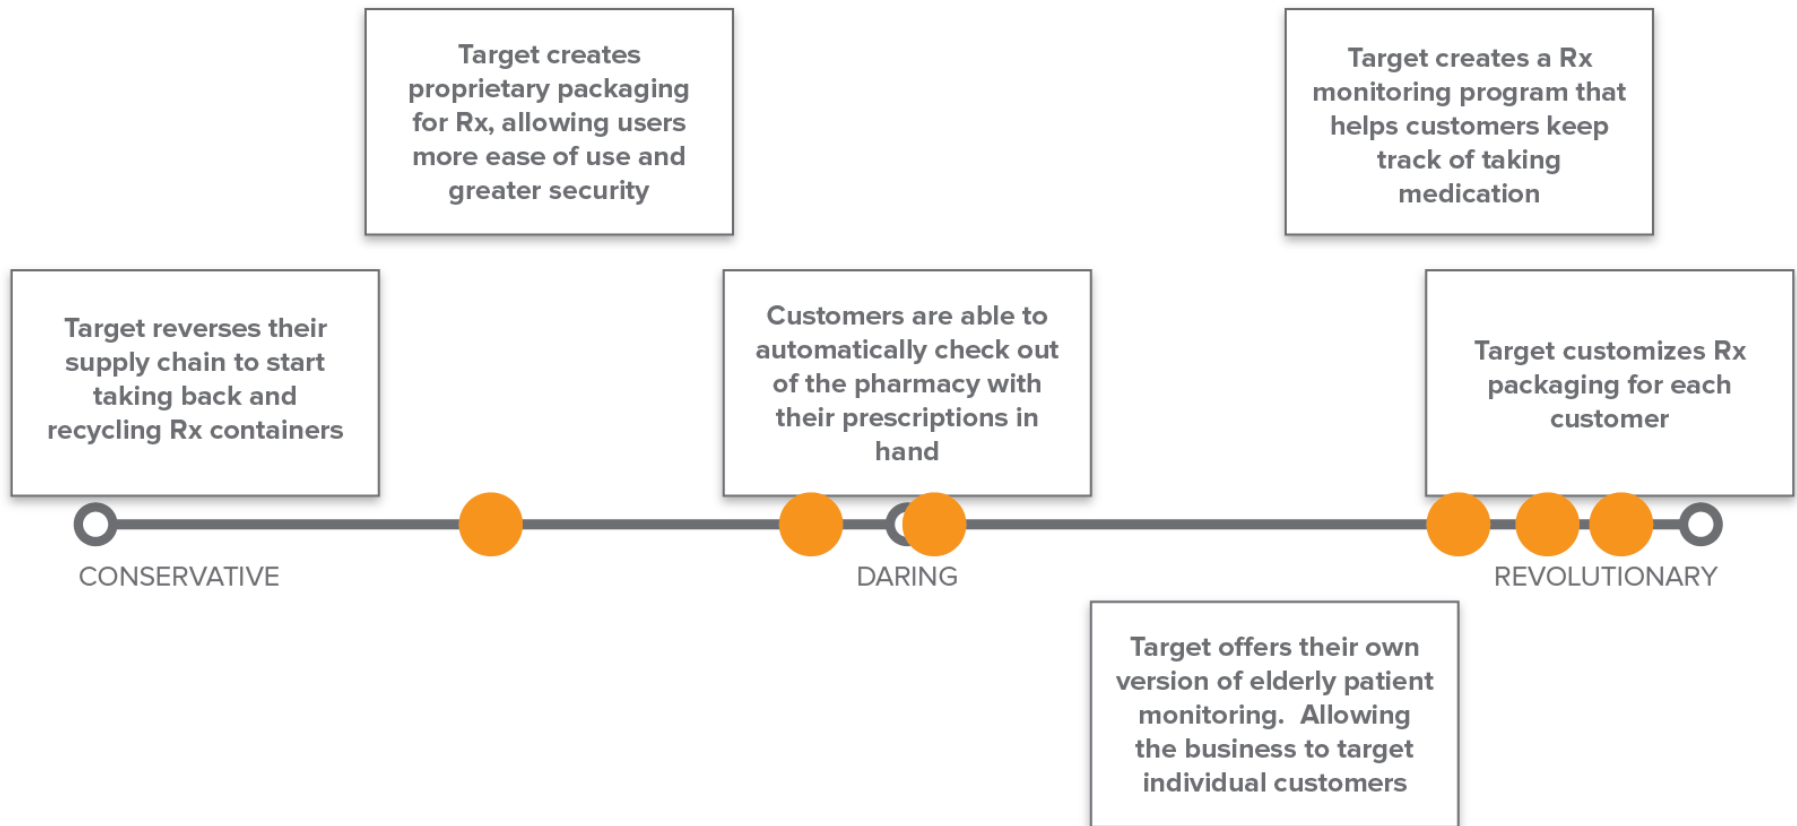 Target creates
proprietary packaging
for Rx, allowing users
more ease of use and
greater security
Target creates a Rx
monitoring program that
helps customers keep
track of taking
medication
Target reverses their
supply chain to start
taking back and
recycling Rx containers
Customers are able to
automatically check out
of the pharmacy with
their prescriptions in
hand
Target customizes Rx
packaging for each
customer
CONSERVATIVE
DARING
REVOLUTIONARY
Target offers their own
version of elderly patient
monitoring.  Allowing
the business to target
individual customers